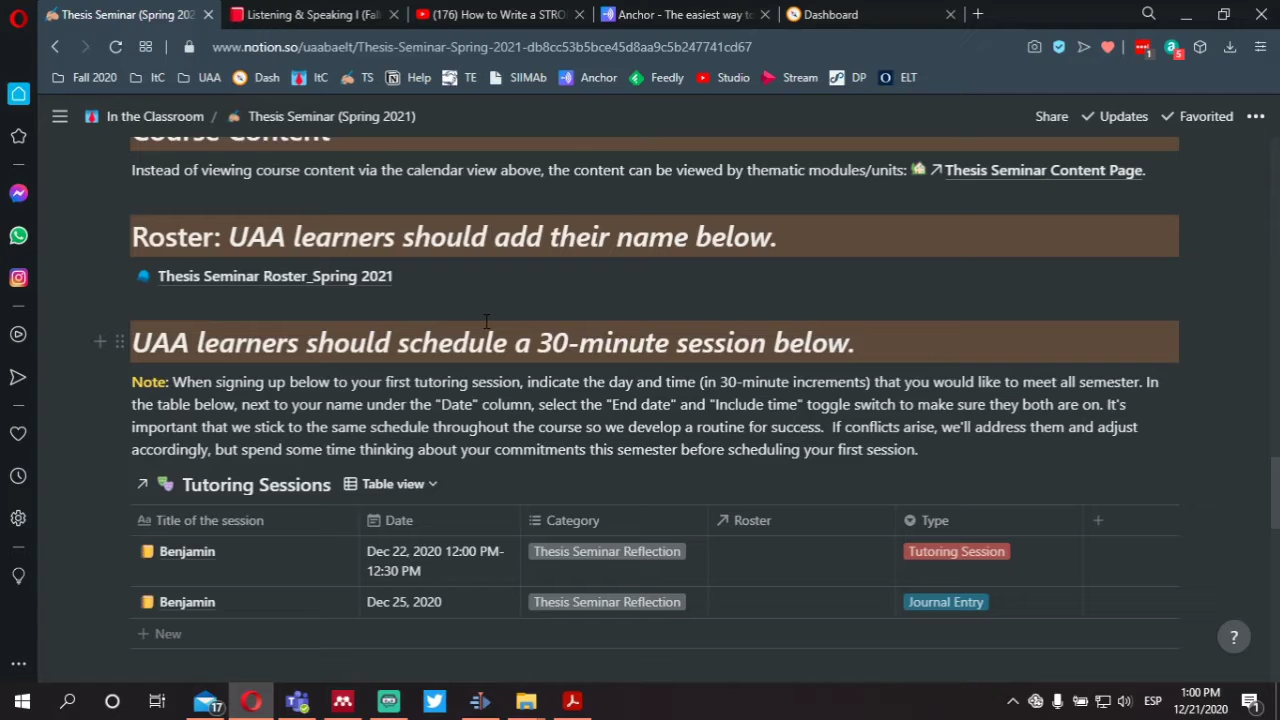 Thesis Seminar (Spring 202
Listening & Speaking I (Fall
(176) How to Write a STRO
Anchor - The easiest way to
Dashboard
www.notion.so/uaabaelt/Thesis-Seminar-Spring-2021-db8cc53b5bce45d8aa9c5b247741cd67
1
5
Fall 2020 ItC UAA Dash ItC TS Help TE SIIMAb Anchor Feedly Studio Stream DP ELT
In the Classroom / Thesis Seminar (Spring 2021)
Share Updates Favorited
Course Content
Instead of viewing course content via the calendar view above, the content can be viewed by thematic modules/units: Thesis Seminar Content Page.
Roster: UAA learners should add their name below.
Thesis Seminar Roster_Spring 2021
UAA learners should schedule a 30-minute session below.
Note: When signing up below to your first tutoring session, indicate the day and time (in 30-minute increments) that you would like to meet all semester. In
the table below, next to your name under the "Date" column, select the "End date" and "Include time" toggle switch to make sure they both are on. It's
important that we stick to the same schedule throughout the course so we develop a routine for success. If conflicts arise, we'll address them and adjust
accordingly, but spend some time thinking about your commitments this semester before scheduling your first session.
Tutoring Sessions Table view
Aa Title of the session Date Category Roster Type
Benjamin Dec 22, 2020 12:00 PM- Thesis Seminar Reflection Tutoring Session
12:30 PM
Benjamin Dec 25, 2020 Thesis Seminar Reflection Journal Entry
New
?
17
ESP
1:00 PM
12/21/2020
1